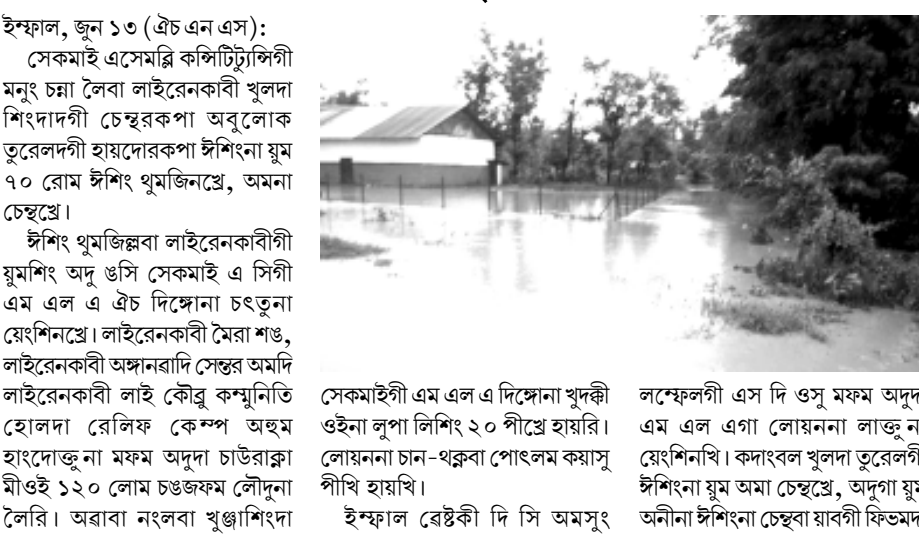 ইম্ফাল, জুন ১৩ (ঐচ এন এস):
সেকমাই এসেমব্লি কন্সিটিট্যুন্সিগী
মনুং চন্না লৈবা লাইরেনকাবী খুলদা
শিংদাদগী চেন্থরকপা অবুলোক
তুরেলদগী হায়দোরকপা ঈশিংনা য়ুম
৭০ রোম ঈশিং থুমজিনখ্রে, অমনা
চেন্থখ্রে।
ঈশিং থুমজিল্লবা লাইরেনকাবীগী
য়ুমশিং অদু ঙসি সেকমাই এ সিগী
এম এল এ ঐচ দিঙ্গোনা চৎতুনা
য়েংশিনখ্রে। লাইরেনকাবী মৈরা শঙ,
লাইরেনকাবী অঙ্গানৱাদি সেন্তর অমদি
লাইরেনকাবী লাই কৌব্রু কম্মুনিতি
হোলদা রেলিফ কেম্প অহুম
হাংদোক্তুনা মফম অদুদা চাউরাক্না
মীওই ১২০ লোম চঙজফম লৌদুনা
লৈরি। অৱাবা নংলবা খুঞ্জাশিংদা
সেকমাইগী এম এল এ দিঙ্গোনা খুদক্কী
ওইনা লুপা লিশিং ২০ পীখ্রে হায়রি।
লোয়ননা চান-থক্নবা পোৎলম কয়াসু
পীখি হায়খি।
ইম্ফাল ৱেষ্টকী দি সি অমসুং
লম্ফেলগী এস দি ওসু মফম অদুদ
এম এল এগা লোয়ননা লাক্তু ন
য়েংশিনখি। কদাংবল খুলদা তুরেলগী
ঈশিংনা য়ুম অমা চেন্থখ্রে, অদুগা য়ুম
অনীনা ঈশিংনা চেন্থবা য়াবগী ফিভমদ